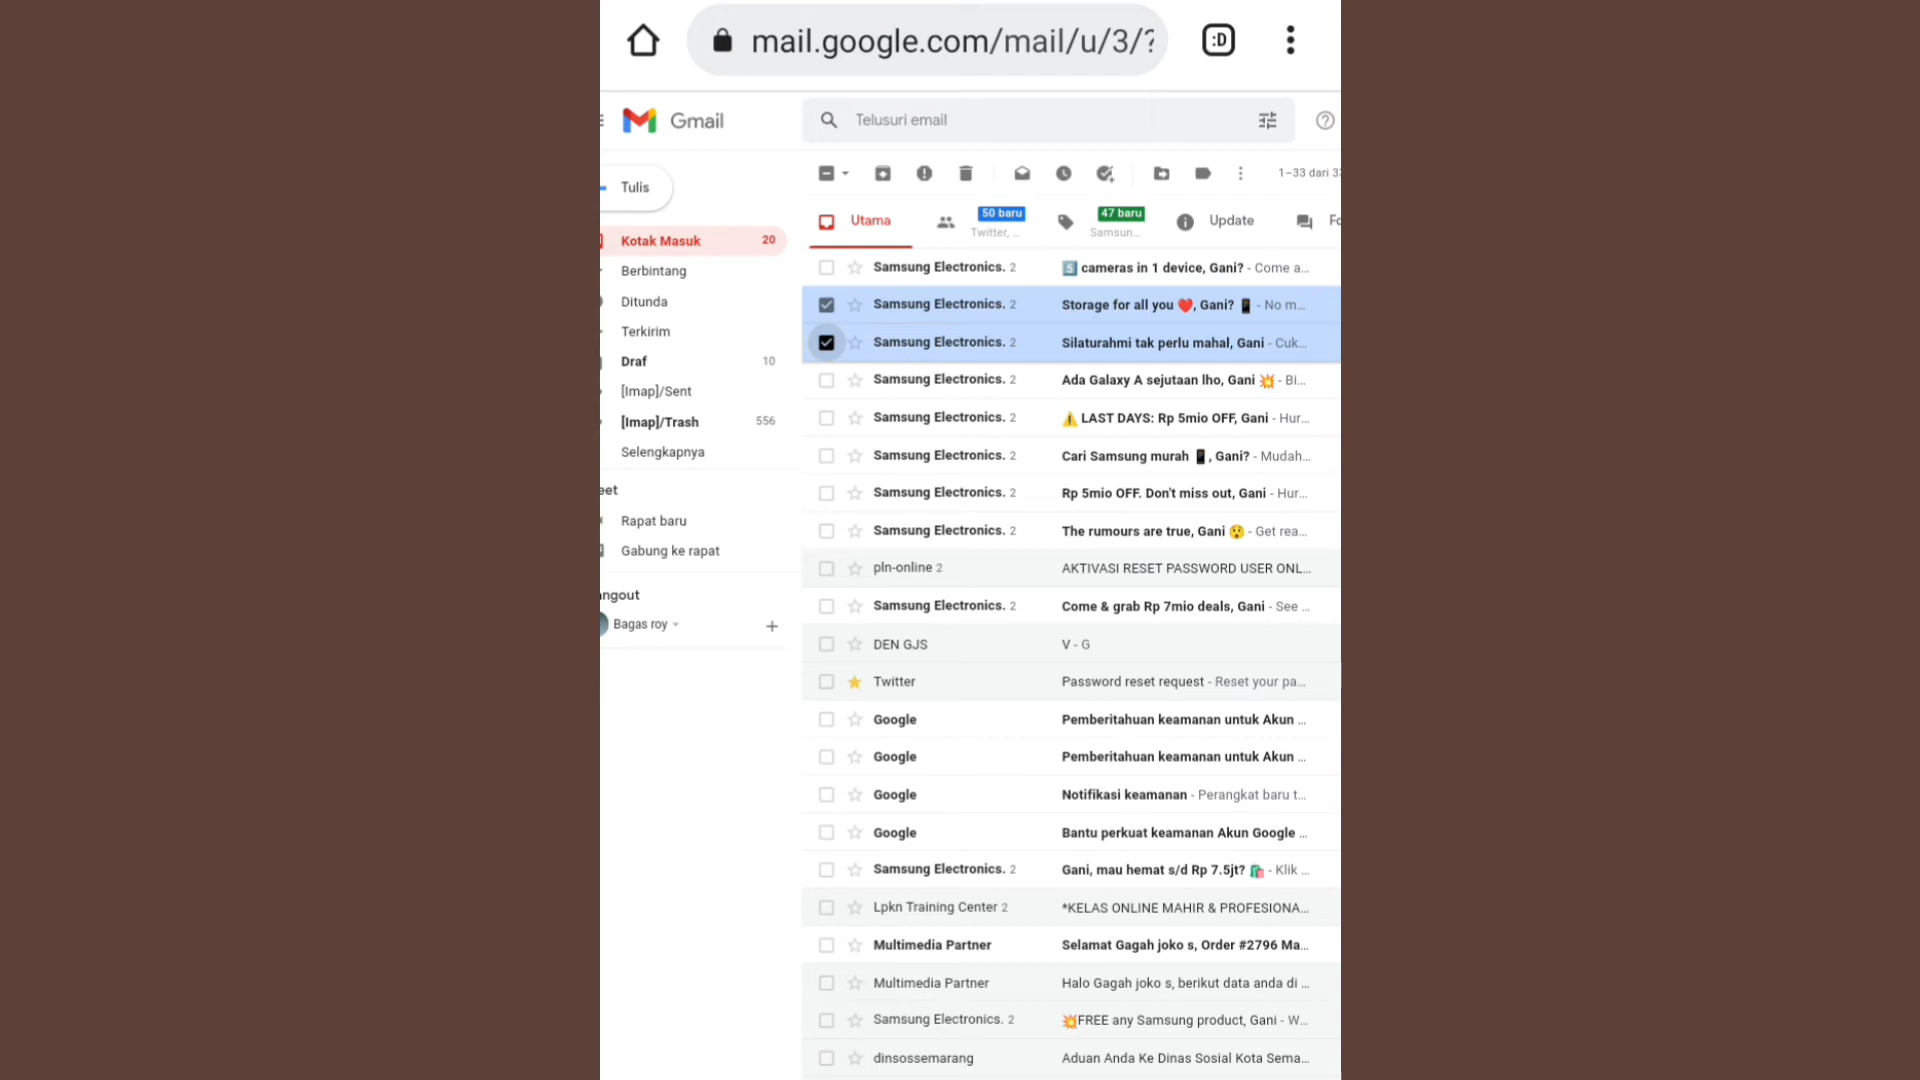 mail.google.com/mail/u/3/?
:D
Gmail
Telusuri email
Tulis
1–33 dari 33
Utama
50 baru
Twitter, ...
47 baru
Samsun...
Update
Fo
Kotak Masuk 20
Berbintang
Ditunda
Terkirim
Draf 10
[Imap]/Sent
[Imap]/Trash 556
Selengkapnya
eet
Rapat baru
Gabung ke rapat
ngout
Bagas roy
Samsung Electronics. 2 5 cameras in 1 device, Gani? - Come a...
Samsung Electronics. 2 Storage for all you ❤️, Gani? 📱 - No m...
Samsung Electronics. 2 Silaturahmi tak perlu mahal, Gani - Cuk...
Samsung Electronics. 2 Ada Galaxy A sejutaan lho, Gani 💥 - Bi...
Samsung Electronics. 2 ⚠️ LAST DAYS: Rp 5mio OFF, Gani - Hur...
Samsung Electronics. 2 Cari Samsung murah 📱, Gani? - Mudah...
Samsung Electronics. 2 Rp 5mio OFF. Don't miss out, Gani - Hur...
Samsung Electronics. 2 The rumours are true, Gani 😲 - Get rea...
pln-online 2 AKTIVASI RESET PASSWORD USER ONL...
Samsung Electronics. 2 Come & grab Rp 7mio deals, Gani - See ...
DEN GJS V - G
Twitter Password reset request - Reset your pa...
Google Pemberitahuan keamanan untuk Akun ...
Google Pemberitahuan keamanan untuk Akun ...
Google Notifikasi keamanan - Perangkat baru t...
Google Bantu perkuat keamanan Akun Google ...
Samsung Electronics. 2 Gani, mau hemat s/d Rp 7.5jt? 🛍️ - Klik ...
Lpkn Training Center 2 *KELAS ONLINE MAHIR & PROFESIONA...
Multimedia Partner Selamat Gagah joko s, Order #2796 Ma...
Multimedia Partner Halo Gagah joko s, berikut data anda di ...
Samsung Electronics. 2 💥FREE any Samsung product, Gani - W...
dinsossemarang Aduan Anda Ke Dinas Sosial Kota Sema...